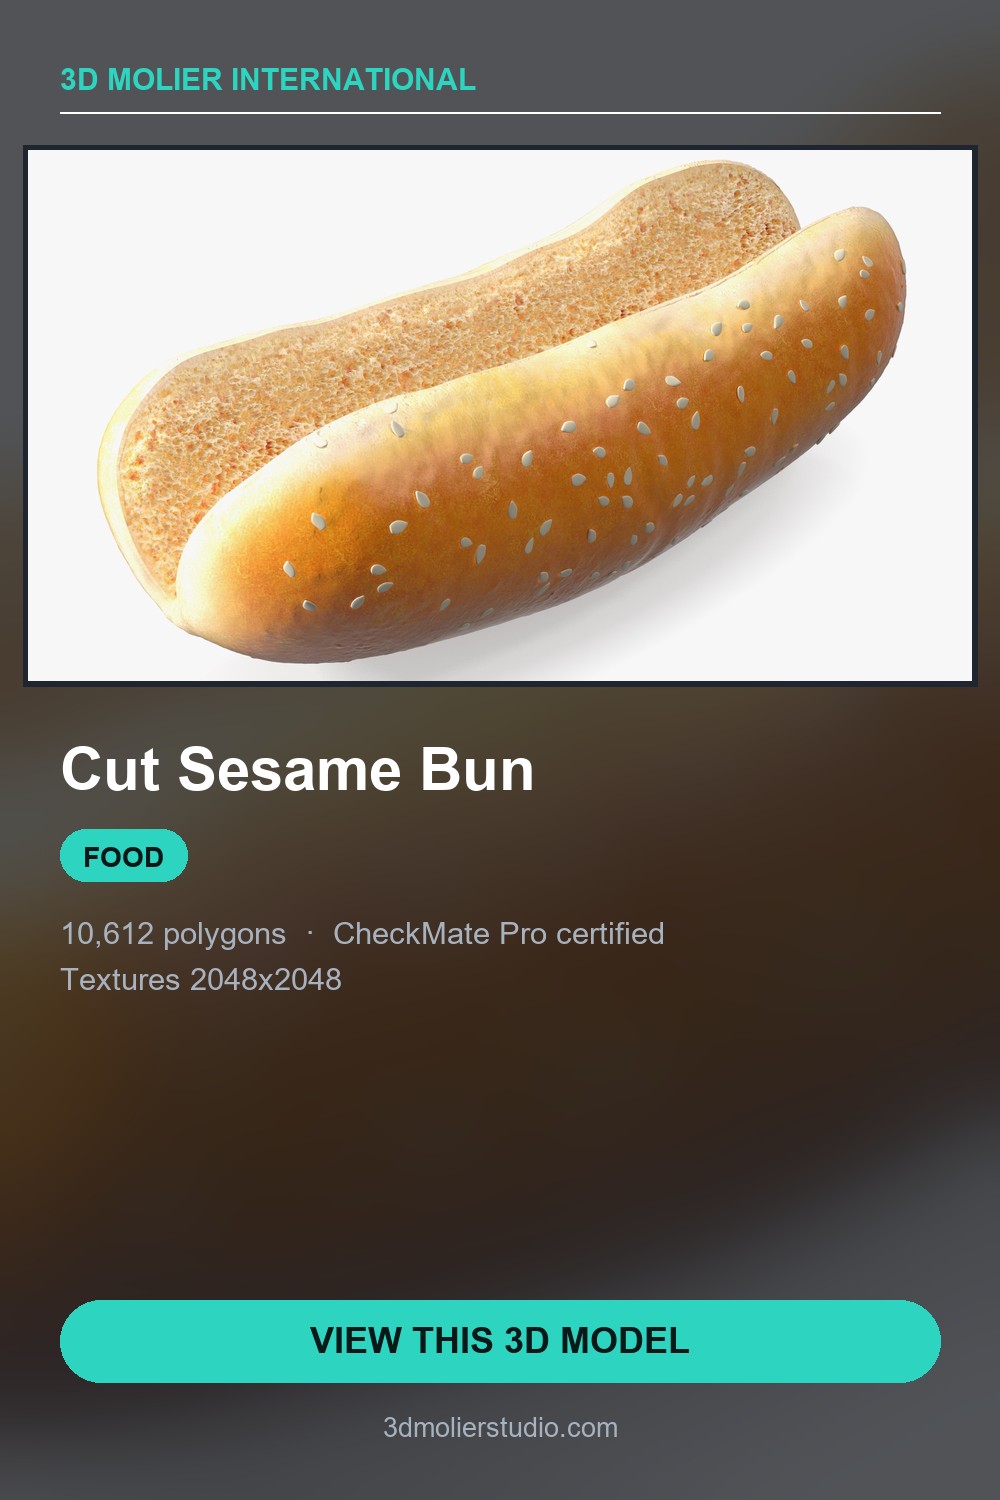 3D MOLIER INTERNATIONAL
Cut Sesame Bun
FOOD
10,612 polygons · CheckMate Pro certified
Textures 2048x2048
VIEW THIS 3D MODEL
3dmolierstudio.com